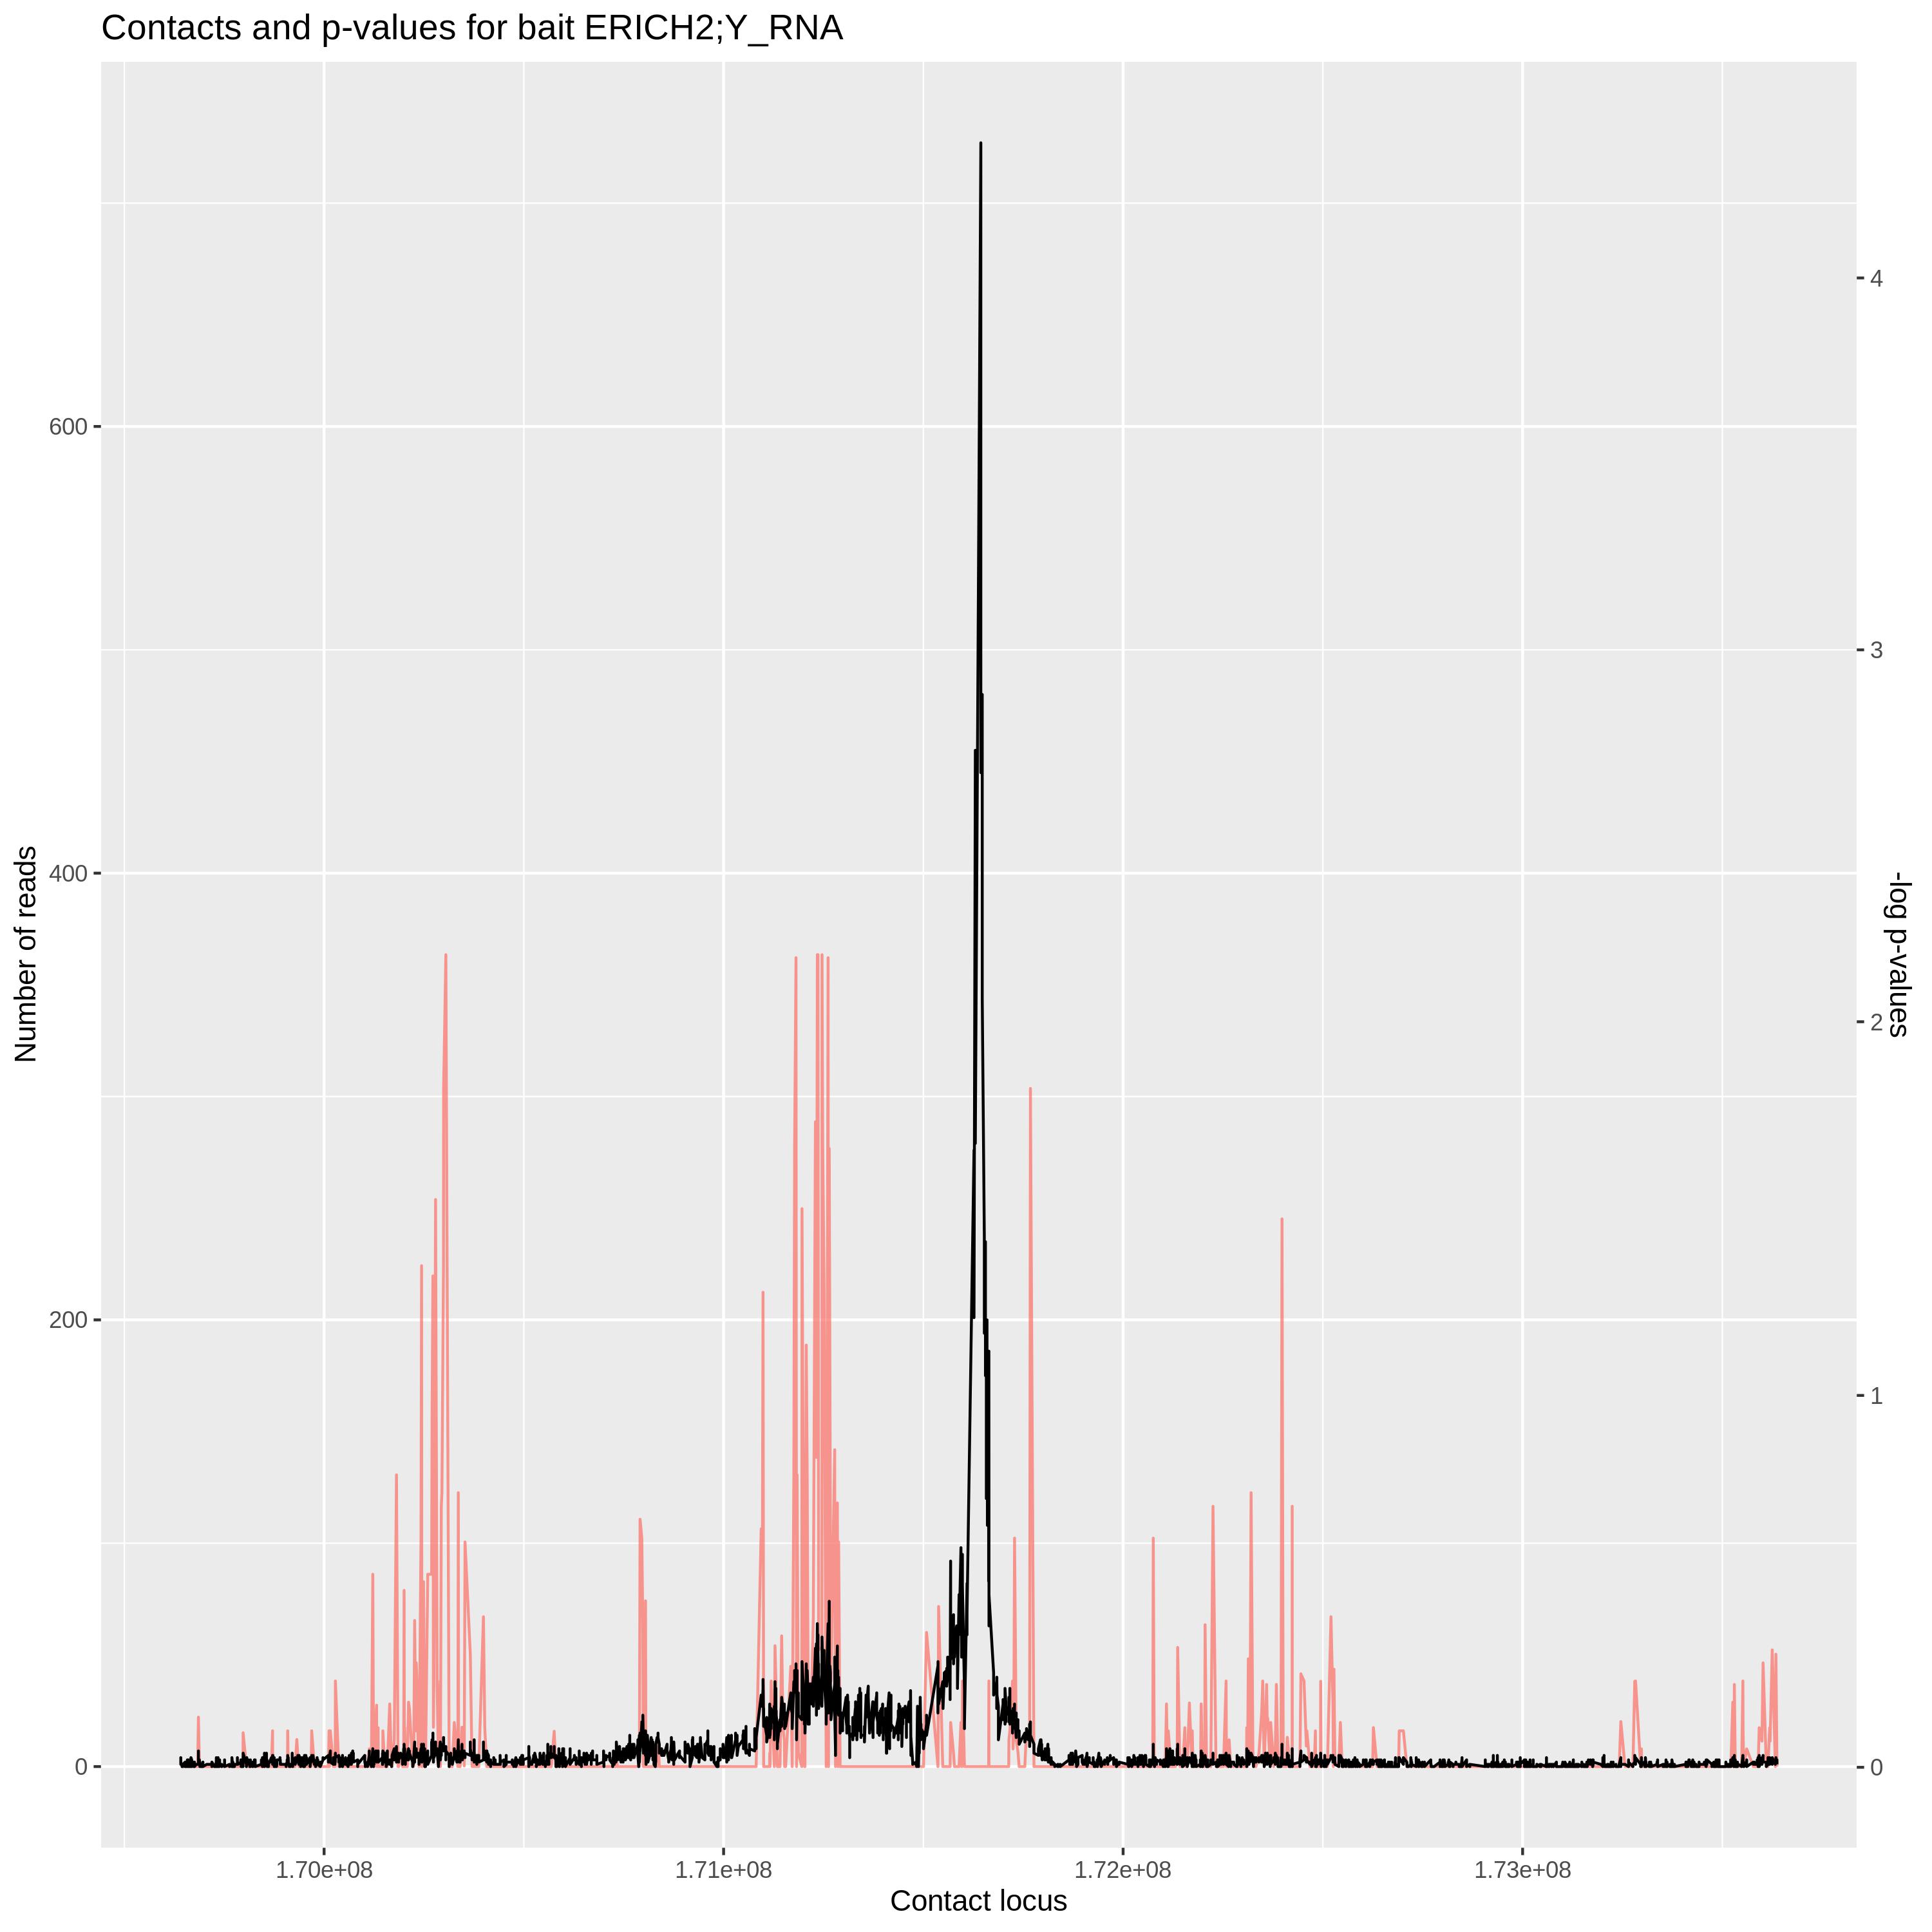 Contacts and p-values for bait ERICH2;Y_RNA
Number of reads
600
400
200
0
4
3
2
1
0
-log p-values
1.70e+08
1.71e+08
1.72e+08
1.73e+08
Contact locus